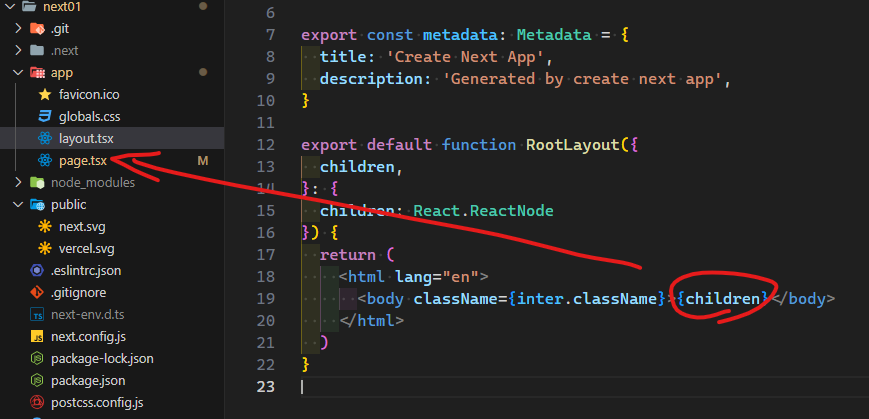 next01
.git
.next
app
favicon.ico
globals.css
layout.tsx
page.tsx M
node_modules
public
next.svg
vercel.svg
.eslintrc.json
.gitignore
next-env.d.ts
next.config.js
package-lock.json
package.json
postcss.config.js
6
7 export const metadata: Metadata = {
8 title: 'Create Next App',
9 description: 'Generated by create next app',
10 }
11
12 export default function RootLayout({
13 children,
14 }: {
15 children: React.ReactNode
16 }) {
17 return (
18 <html lang="en">
19 <body className={inter.className}>{children}</body>
20 </html>
21 )
22 }
23